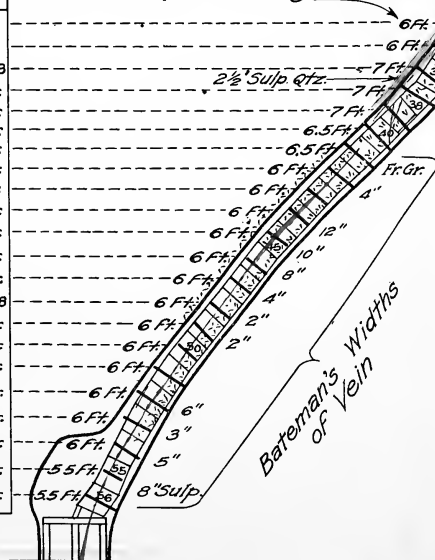 6 Ft.
6 Ft.
7 Ft.
2½' Sulp. Qtz.
7 Ft.
7 Ft.
39
6.5 Ft.
40
6.5 Ft.
6 Ft.
Fr. Gr.
6 Ft.
4"
6 Ft.
6 Ft.
12"
45
6 Ft.
10"
6 Ft.
8"
6 Ft.
4"
6 Ft.
2"
6 Ft.
50
2"
6 Ft.
6 Ft.
6"
6 Ft.
3"
6 Ft.
5"
5.5 Ft.
55
8" Sulp.
5.5 Ft.
56
Bateman's Widths
of Vein